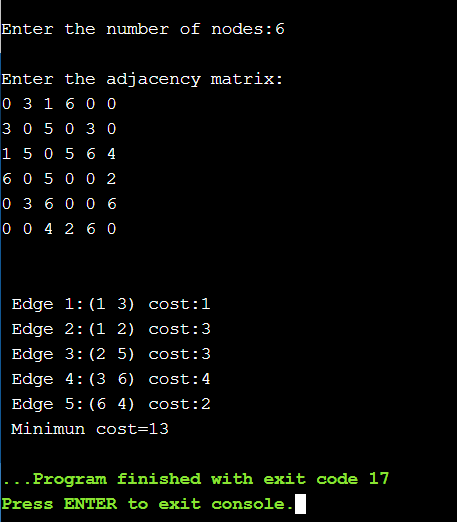 Enter the number of nodes:6
Enter the adjacency matrix:
0 3 1 6 0 0
3 0 5 0 3 0
1 5 0 5 6 4
6 0 5 0 0 2
0 3 6 0 0 6
0 0 4 2 6 0
Edge 1:(1 3) cost:1
Edge 2:(1 2) cost:3
Edge 3:(2 5) cost:3
Edge 4:(3 6) cost:4
Edge 5:(6 4) cost:2
Minimun cost=13
...Program finished with exit code 17
Press ENTER to exit console.